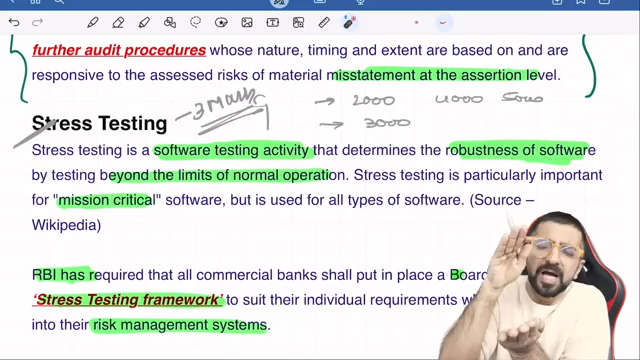 further audit procedures whose nature, timing and extent are based on and are
responsive to the assessed risks of material misstatement at the assertion level.
→ 2000 4000 5000
Stress Testing - 3 Marks
→ 3000
Stress testing is a software testing activity that determines the robustness of software
by testing beyond the limits of normal operation. Stress testing is particularly important
for "mission critical" software, but is used for all types of software. (Source –
Wikipedia)
RBI has required that all commercial banks shall put in place a Board
'Stress Testing framework' to suit their individual requirements
into their risk management systems.